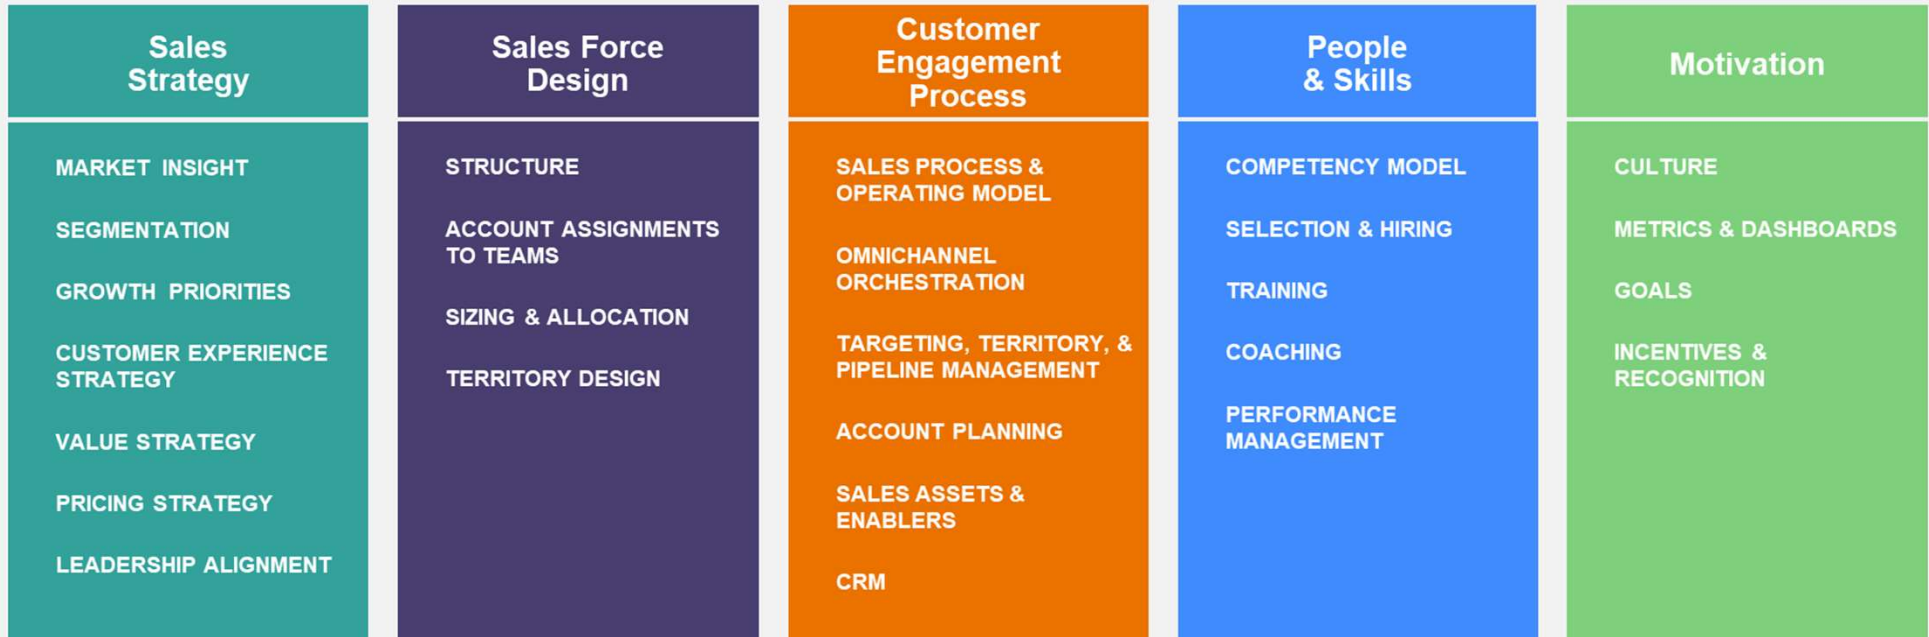 Sales
Strategy
MARKET INSIGHT
SEGMENTATION
GROWTH PRIORITIES
CUSTOMER EXPERIENCE
STRATEGY
VALUE STRATEGY
PRICING STRATEGY
LEADERSHIP ALIGNMENT
Sales Force
Design
STRUCTURE
ACCOUNT ASSIGNMENTS
TO TEAMS
SIZING & ALLOCATION
TERRITORY DESIGN
Customer
Engagement
Process
SALES PROCESS &
OPERATING MODEL
OMNICHANNEL
ORCHESTRATION
TARGETING, TERRITORY, &
PIPELINE MANAGEMENT
ACCOUNT PLANNING
SALES ASSETS &
ENABLERS
CRM
People
& Skills
COMPETENCY MODEL
SELECTION & HIRING
TRAINING
COACHING
PERFORMANCE
MANAGEMENT
Motivation
CULTURE
METRICS & DASHBOARDS
GOALS
INCENTIVES &
RECOGNITION